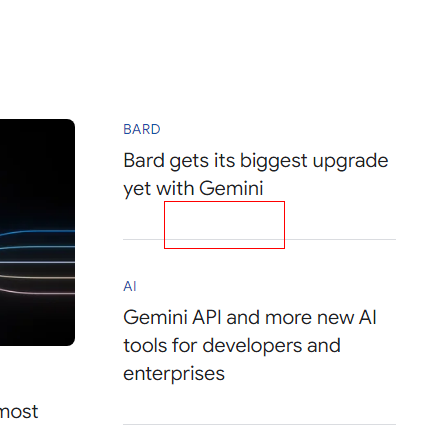 BARD
Bard gets its biggest upgrade
yet with Gemini
AI
Gemini API and more new AI
tools for developers and
enterprises
most